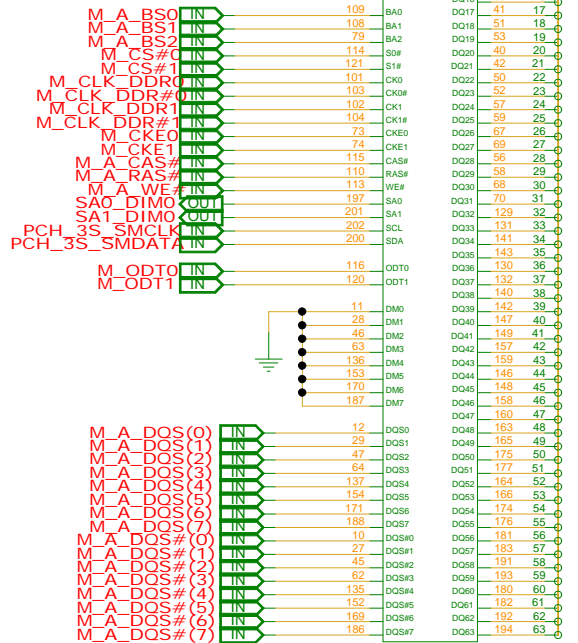 M_A_BS0 IN 109 BA0 DQ17 41 17
M_A_BS1 IN 108 BA1 DQ18 51 18
M_A_BS2 IN 79 BA2 DQ19 53 19
M_CS#0 IN 114 S0# DQ20 40 20
M_CS#1 IN 121 S1# DQ21 42 21
M_CLK_DDR0 IN 101 CK0 DQ22 50 22
M_CLK_DDR#0 IN 103 CK0# DQ23 52 23
M_CLK_DDR1 IN 102 CK1 DQ24 57 24
M_CLK_DDR#1 IN 104 CK1# DQ25 59 25
M_CKE0 IN 73 CKE0 DQ26 67 26
M_CKE1 IN 74 CKE1 DQ27 69 27
M_A_CAS# IN 115 CAS# DQ28 56 28
M_A_RAS# IN 110 RAS# DQ29 58 29
M_A_WE# IN 113 WE# DQ30 68 30
SA0_DIM0 OUT 197 SA0 DQ31 70 31
SA1_DIM0 OUT 201 SA1 DQ32 129 32
PCH_3S_SMCLK IN 202 SCL DQ33 131 33
PCH_3S_SMDATA IN 200 SDA DQ34 141 34
DQ35 143 35
M_ODT0 IN 116 ODT0 DQ36 130 36
M_ODT1 IN 120 ODT1 DQ37 132 37
DQ38 140 38
11 DM0 DQ39 142 39
28 DM1 DQ40 147 40
46 DM2 DQ41 149 41
63 DM3 DQ42 157 42
136 DM4 DQ43 159 43
153 DM5 DQ44 146 44
170 DM6 DQ45 148 45
187 DM7 DQ46 158 46
DQ47 160 47
M_A_DQS(0) IN 12 DQS0 DQ48 163 48
M_A_DQS(1) IN 29 DQS1 DQ49 165 49
M_A_DQS(2) IN 47 DQS2 DQ50 175 50
M_A_DQS(3) IN 64 DQS3 DQ51 177 51
M_A_DQS(4) IN 137 DQS4 DQ52 164 52
M_A_DQS(5) IN 154 DQS5 DQ53 166 53
M_A_DQS(6) IN 171 DQS6 DQ54 174 54
M_A_DQS(7) IN 188 DQS7 DQ55 176 55
M_A_DQS#(0) IN 10 DQS#0 DQ56 181 56
M_A_DQS#(1) IN 27 DQS#1 DQ57 183 57
M_A_DQS#(2) IN 45 DQS#2 DQ58 191 58
M_A_DQS#(3) IN 62 DQS#3 DQ59 193 59
M_A_DQS#(4) IN 135 DQS#4 DQ60 180 60
M_A_DQS#(5) IN 152 DQS#5 DQ61 182 61
M_A_DQS#(6) IN 169 DQS#6 DQ62 192 62
M_A_DQS#(7) IN 186 DQS#7 DQ63 194 63